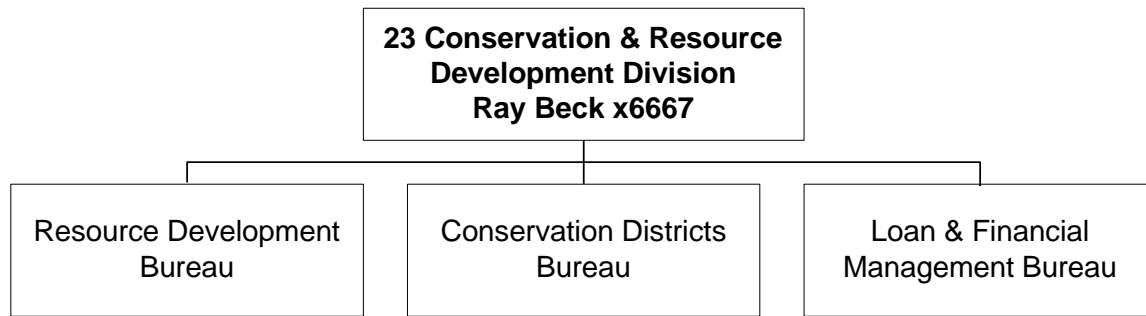 23 Conservation & Resource
Development Division
Ray Beck x6667
Resource Development
Bureau
Conservation Districts
Bureau
Loan & Financial
Management Bureau